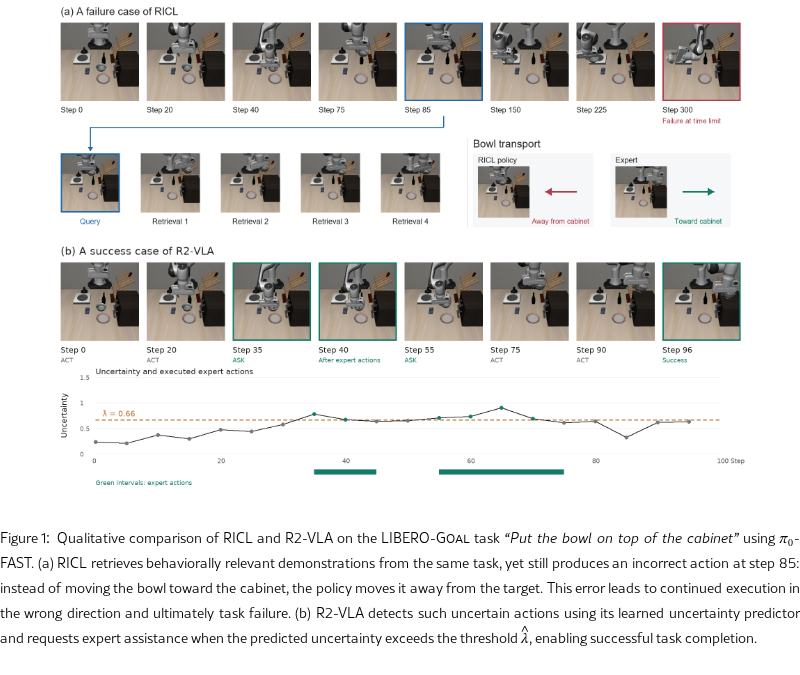 (a) A failure case of RICL
Step 0 Step 20 Step 40 Step 75 Step 85 Step 150 Step 225 Step 300
Failure at time limit
Bowl transport
RICL policy Expert
Away from cabinet Toward cabinet
Query Retrieval 1 Retrieval 2 Retrieval 3 Retrieval 4
(b) A success case of R2-VLA
Step 0 Step 20 Step 35 Step 40 Step 55 Step 75 Step 90 Step 96
ACT ACT ASK After expert actions ASK ACT ACT Success
Uncertainty and executed expert actions
1.5
1
0.5
0
Uncertainty
λ = 0.66
0 20 40 60 80 100 Step
Green intervals: expert actions
Figure 1: Qualitative comparison of RICL and R2-VLA on the LIBERO-Goal task “Put the bowl on top of the cabinet” using π₀-
FAST. (a) RICL retrieves behaviorally relevant demonstrations from the same task, yet still produces an incorrect action at step 85:
instead of moving the bowl toward the cabinet, the policy moves it away from the target. This error leads to continued execution in
the wrong direction and ultimately task failure. (b) R2-VLA detects such uncertain actions using its learned uncertainty predictor
and requests expert assistance when the predicted uncertainty exceeds the threshold λ̂, enabling successful task completion.